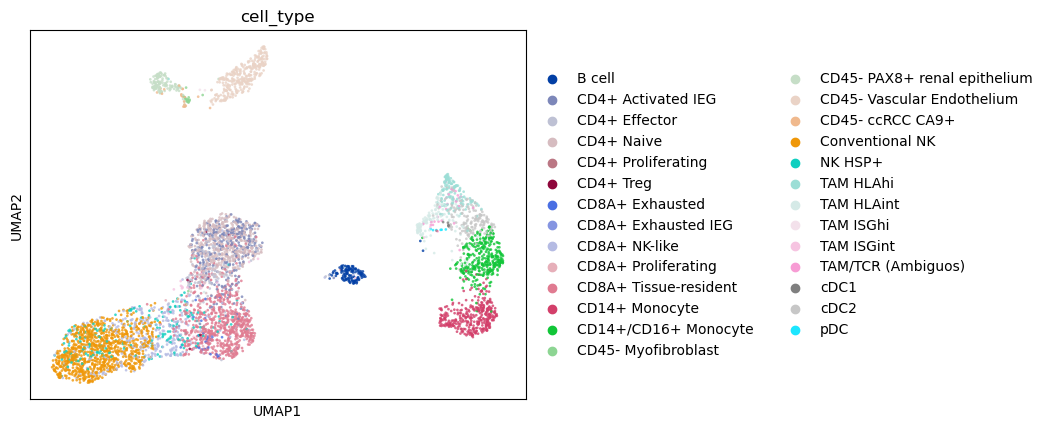 cell_type
UMAP2
UMAP1
B cell
CD4+ Activated IEG
CD4+ Effector
CD4+ Naive
CD4+ Proliferating
CD4+ Treg
CD8A+ Exhausted
CD8A+ Exhausted IEG
CD8A+ NK-like
CD8A+ Proliferating
CD8A+ Tissue-resident
CD14+ Monocyte
CD14+/CD16+ Monocyte
CD45- Myofibroblast
CD45- PAX8+ renal epithelium
CD45- Vascular Endothelium
CD45- ccRCC CA9+
Conventional NK
NK HSP+
TAM HLAhi
TAM HLAint
TAM ISGhi
TAM ISGint
TAM/TCR (Ambiguos)
cDC1
cDC2
pDC